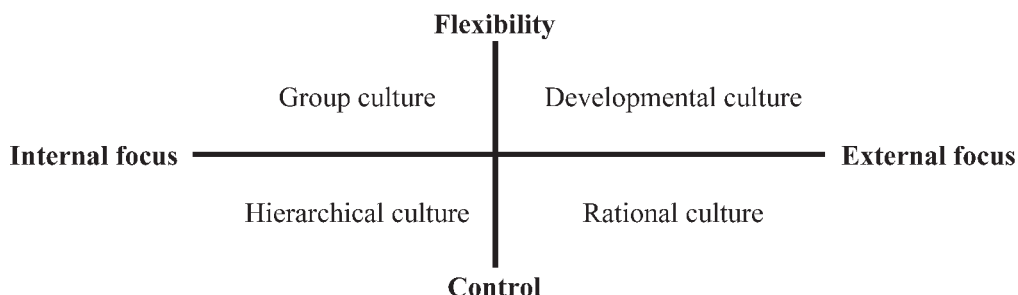 Flexibility
Group culture
Developmental culture
Internal focus
External focus
Hierarchical culture
Rational culture
Control